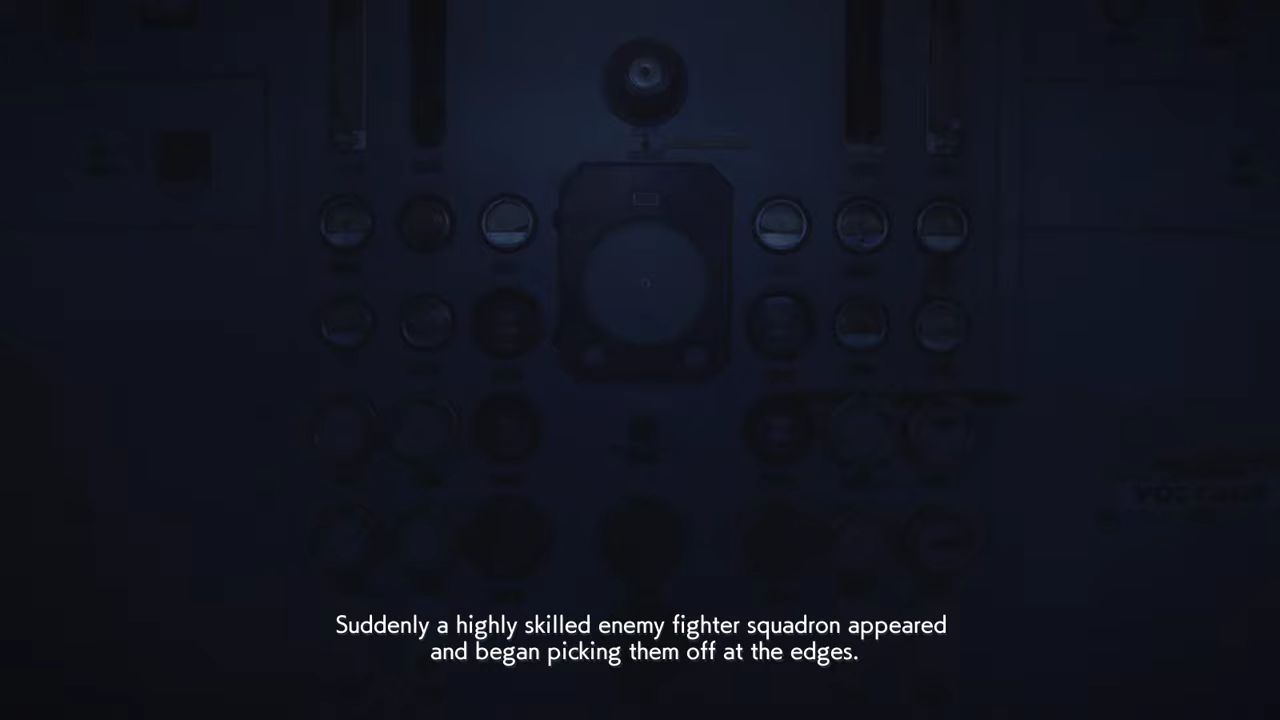 Suddenly a highly skilled enemy fighter squadron appeared
and began picking them off at the edges.